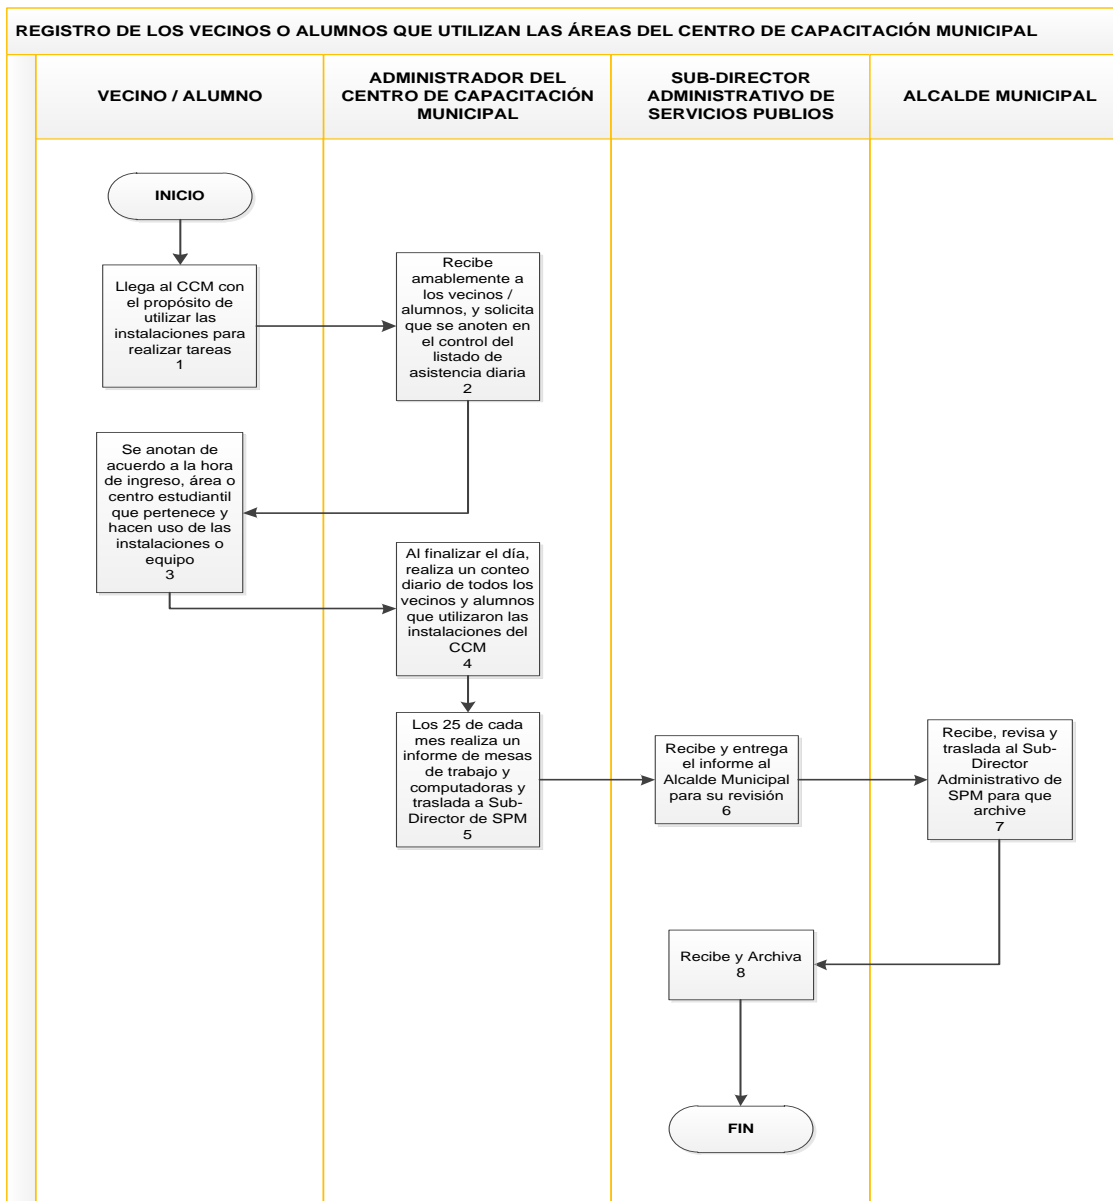 REGISTRO DE LOS VECINOS O ALUMNOS QUE UTILIZAN LAS ÁREAS DEL CENTRO DE CAPACITACIÓN MUNICIPAL
VECINO / ALUMNO
ADMINISTRADOR DEL
CENTRO DE CAPACITACIÓN
MUNICIPAL
SUB-DIRECTOR
ADMINISTRATIVO DE
SERVICIOS PUBLIOS
ALCALDE MUNICIPAL
INICIO
Llega al CCM con
el propósito de
utilizar las
instalaciones para
realizar tareas
1
Recibe
amablemente a
los vecinos /
alumnos, y solicita
que se anoten en
el control del
listado de
asistencia diaria
2
Se anotan de
acuerdo a la hora
de ingreso, área o
centro estudiantil
que pertenece y
hacen uso de las
instalaciones o
equipo
3
Al finalizar el día,
realiza un conteo
diario de todos los
vecinos y alumnos
que utilizaron las
instalaciones del
CCM
4
Los 25 de cada
mes realiza un
informe de mesas
de trabajo y
computadoras y
traslada a Sub-
Director de SPM
5
Recibe y entrega
el informe al
Alcalde Municipal
para su revisión
6
Recibe, revisa y
traslada al Sub-
Director
Administrativo de
SPM para que
archive
7
Recibe y Archiva
8
FIN